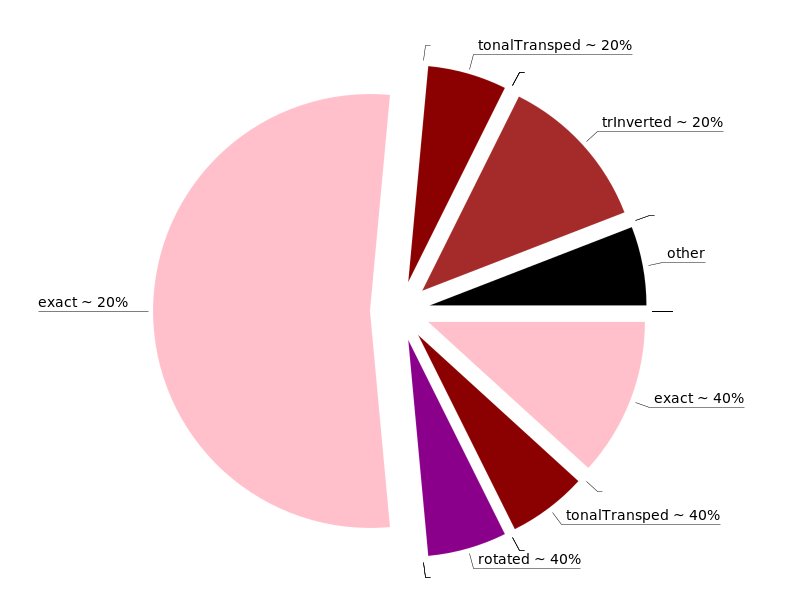 tonalTransped ~ 20%
trInverted ~ 20%
other
exact ~ 20%
exact ~ 40%
tonalTransped ~ 40%
rotated ~ 40%